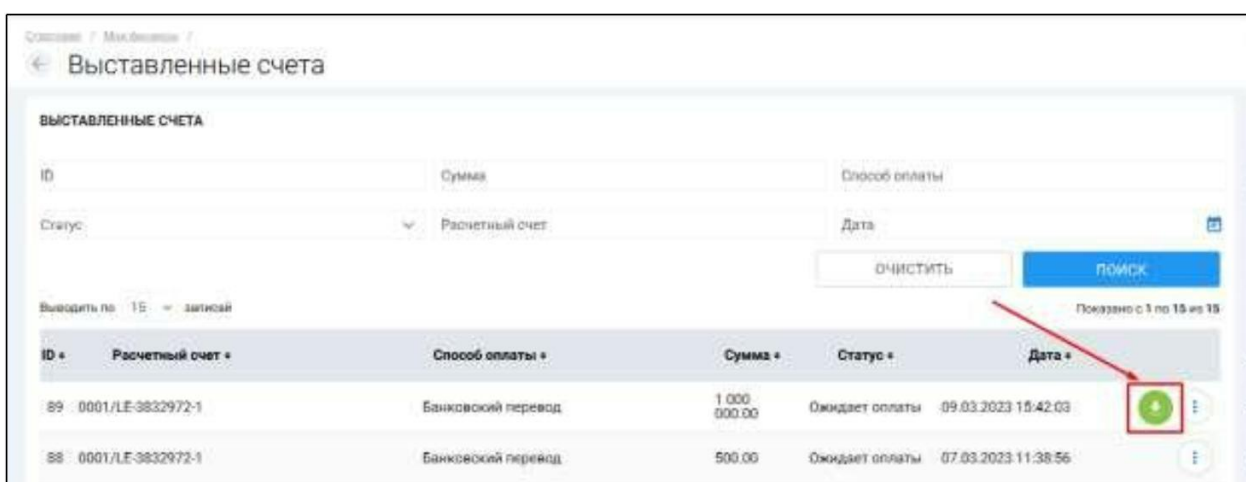 Выставленные счета
ВЫСТАВЛЕННЫЕ СЧЕТА
ID Сумма Способ оплаты
Статус Расчетный счет Дата
ОЧИСТИТЬ ПОИСК
Выводить по 15 записей Показано с 1 по 15 из 15
ID Расчетный счет Способ оплаты Сумма Статус Дата
89 0001/LE-3832972-1 Банковский перевод 1 000 000.00 Ожидает оплаты 09.03.2023 15:42:03
88 0001/LE-3832972-1 Банковский перевод 500.00 Ожидает оплаты 07.03.2023 11:38:56